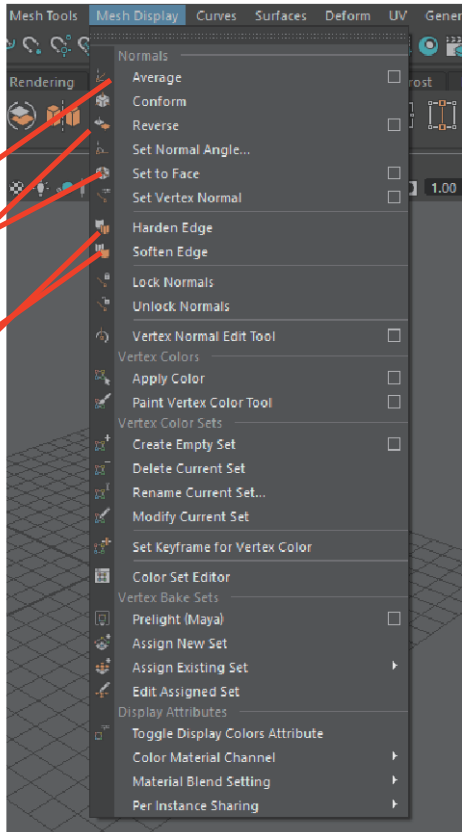 Mesh Tools Mesh Display Curves Surfaces Deform UV Gener
Normals
Rendering
Average
rost
Conform
Reverse
Set Normal Angle...
Set to Face
1.00
Set Vertex Normal
Harden Edge
Soften Edge
Lock Normals
Unlock Normals
Vertex Normal Edit Tool
Vertex Colors
Apply Color
Paint Vertex Color Tool
Vertex Color Sets
Create Empty Set
Delete Current Set
Rename Current Set...
Modify Current Set
Set Keyframe for Vertex Color
Color Set Editor
Vertex Bake Sets
Prelight (Maya)
Assign New Set
Assign Existing Set
Edit Assigned Set
Display Attributes
Toggle Display Colors Attribute
Color Material Channel
Material Blend Setting
Per Instance Sharing